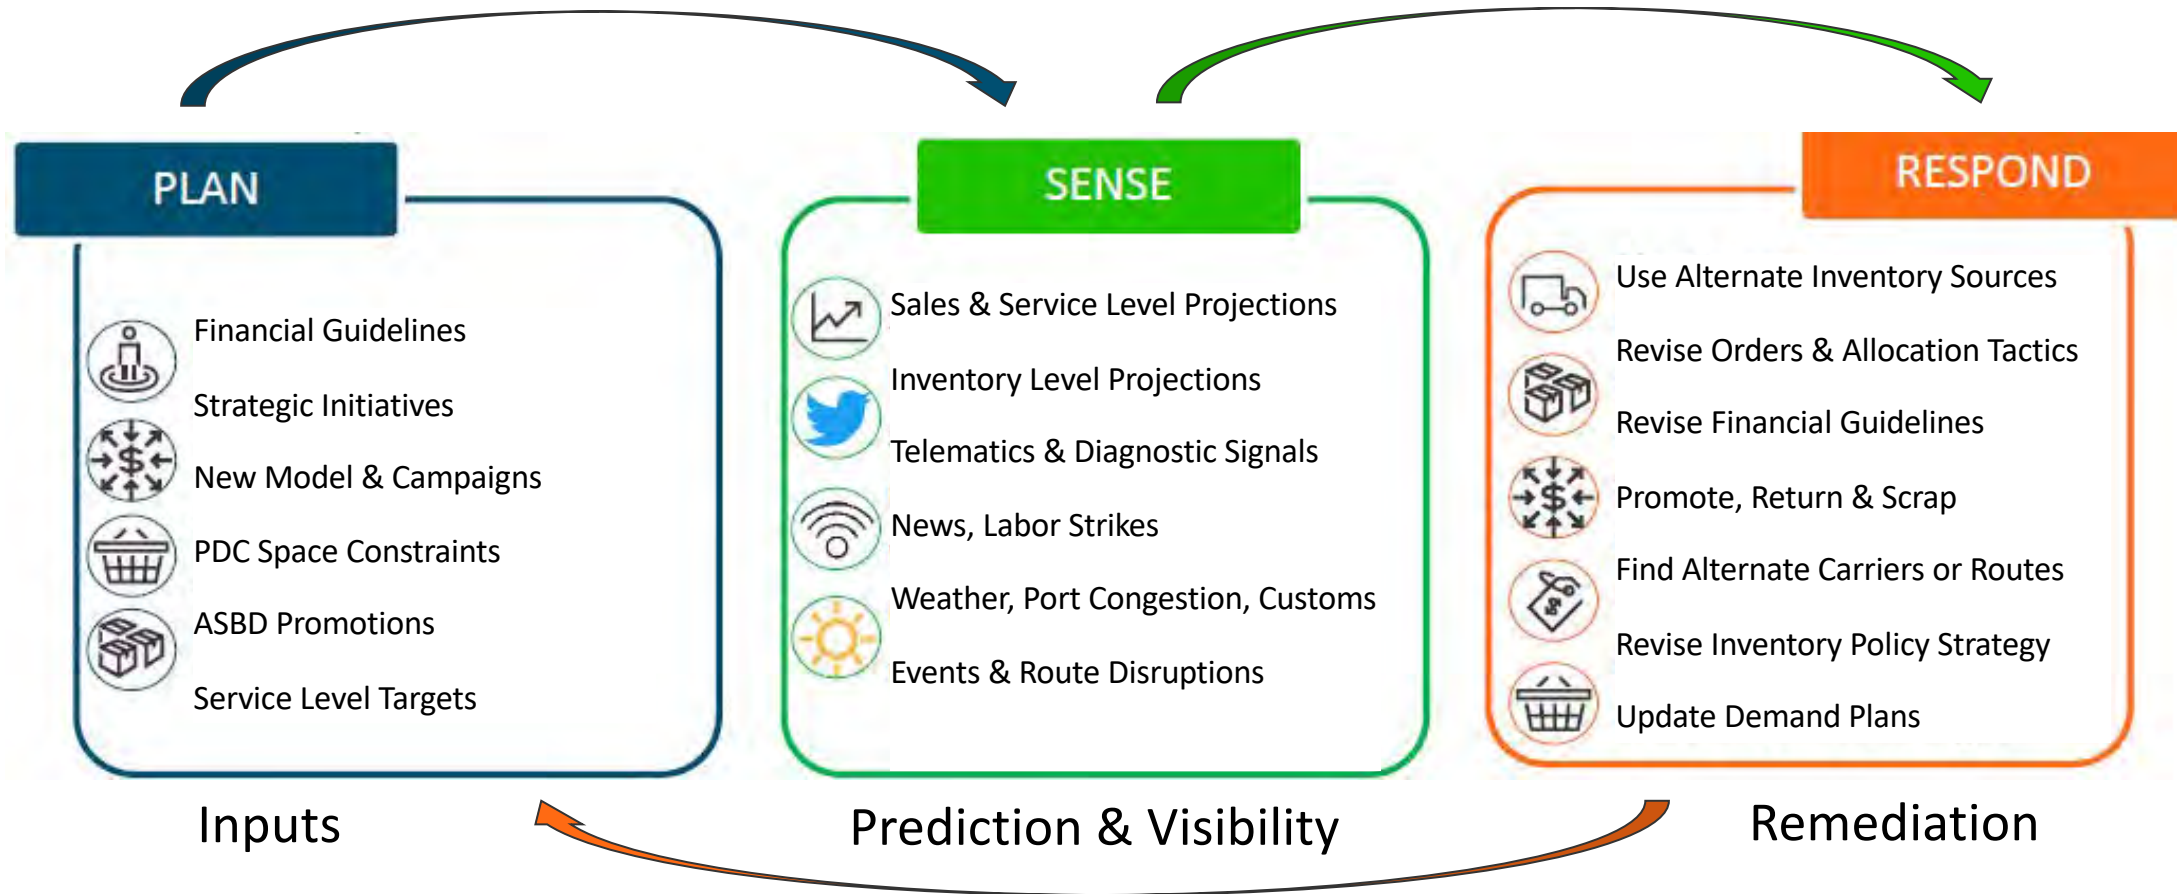 PLAN
Financial Guidelines
Strategic Initiatives
New Model & Campaigns
PDC Space Constraints
ASBD Promotions
Service Level Targets
Inputs
SENSE
Sales & Service Level Projections
Inventory Level Projections
Telematics & Diagnostic Signals
News, Labor Strikes
Weather, Port Congestion, Customs
Events & Route Disruptions
Prediction & Visibility
RESPOND
Use Alternate Inventory Sources
Revise Orders & Allocation Tactics
Revise Financial Guidelines
Promote, Return & Scrap
Find Alternate Carriers or Routes
Revise Inventory Policy Strategy
Update Demand Plans
Remediation